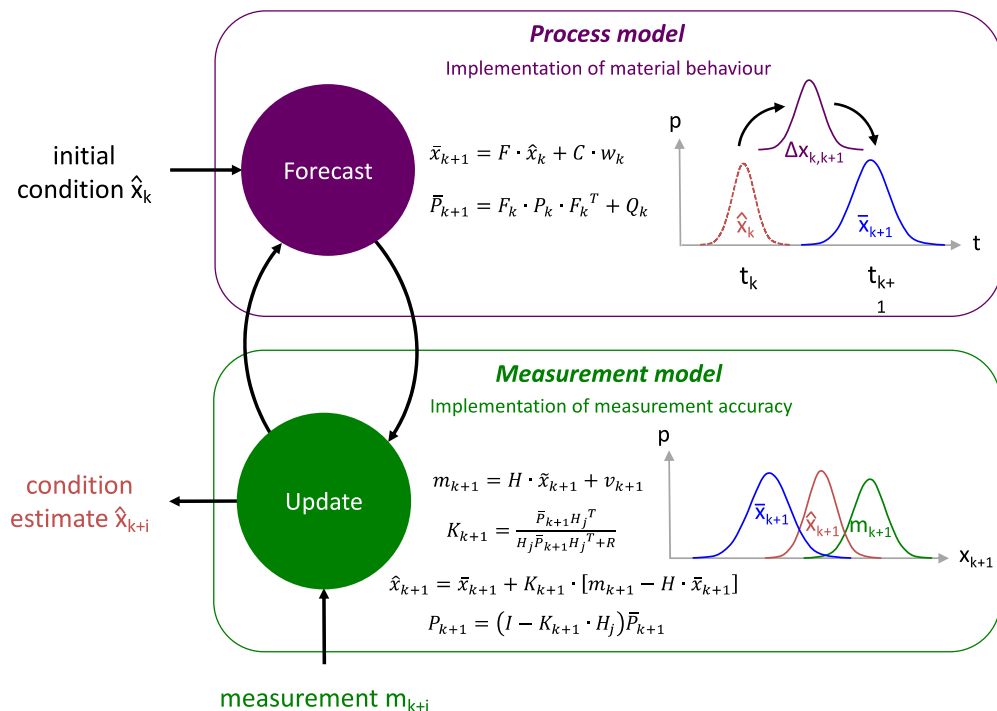 Process model
Implementation of material behaviour
initial
condition x̂ₖ
Forecast
x̄ₖ₊₁ = F · x̂ₖ + C · wₖ
P̄ₖ₊₁ = Fₖ · Pₖ · Fₖᵀ + Qₖ
p
Δxₖ,ₖ₊₁
x̂ₖ
x̄ₖ₊₁
t
tₖ
tₖ₊
₁
Measurement model
Implementation of measurement accuracy
condition
estimate x̂ₖ₊ᵢ
Update
mₖ₊₁ = H · x̃ₖ₊₁ + vₖ₊₁
Kₖ₊₁ = P̄ₖ₊₁Hⱼᵀ / HⱼP̄ₖ₊₁Hⱼᵀ+R
x̂ₖ₊₁ = x̄ₖ₊₁ + Kₖ₊₁ · [mₖ₊₁ − H · x̄ₖ₊₁]
Pₖ₊₁ = (I − Kₖ₊₁ · Hⱼ)P̄ₖ₊₁
p
x̄ₖ₊₁
x̂ₖ₊₁
mₖ₊₁
xₖ₊₁
measurement mₖ₊ᵢ